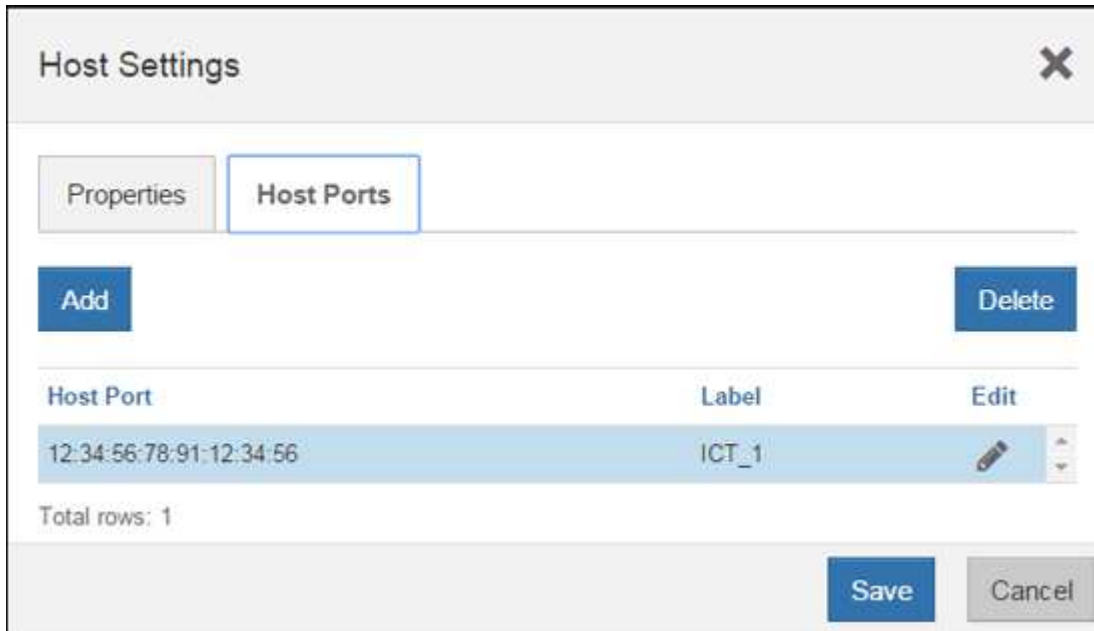 Host Settings
Properties Host Ports
Add Delete
Host Port Label Edit
12:34:56:78:91:12:34:56 ICT_1
Total rows: 1
Save Cancel